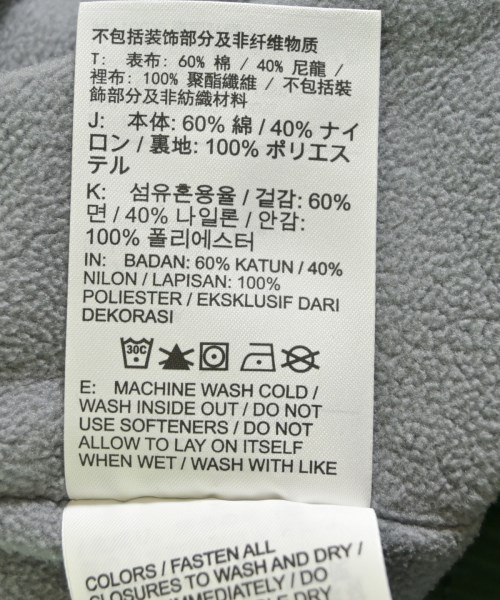 不包括装饰部分及非纤维物质
T: 表布: 60% 棉 / 40% 尼龍 /
裡布: 100% 聚酯纖維 / 不包括裝
飾部分及非紡織材料
J: 本体: 60% 綿 / 40% ナイ
ロン / 裏地: 100% ポリエス
テル
K: 섬유혼용율 / 겉감: 60%
면 / 40% 나일론 / 안감:
100% 폴리에스터
IN: BADAN: 60% KATUN / 40%
NILON / LAPISAN: 100%
POLIESTER / EKSKLUSIF DARI
DEKORASI
30C
E: MACHINE WASH COLD /
WASH INSIDE OUT / DO NOT
USE SOFTENERS / DO NOT
ALLOW TO LAY ON ITSELF
WHEN WET / WASH WITH LIKE
COLORS / FASTEN ALL
CLOSURES TO WASH AND DRY /
IMMEDIATELY / DO
DRY